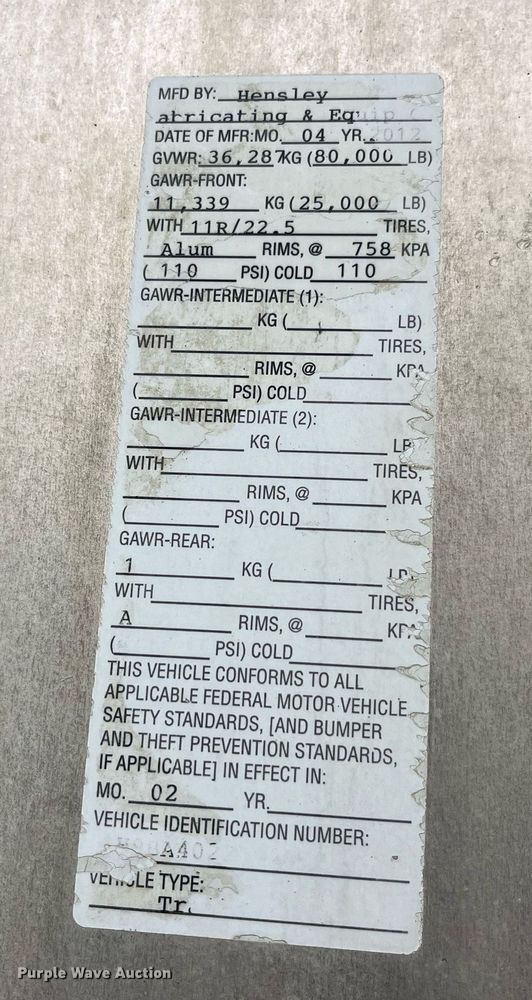 MFD BY: Hensley
abricating & Equip
DATE OF MFR:MO. 04 YR. 2012
GVWR: 36,287KG (80,000 LB)
GAWR-FRONT:
11,339 KG (25,000 LB)
WITH 11R/22.5 TIRES,
Alum RIMS, @ 758 KPA
(110 PSI) COLD 110
GAWR-INTERMEDIATE (1):
KG ( LB)
WITH TIRES,
RIMS, @ KPA
( PSI) COLD
GAWR-INTERMEDIATE (2):
KG ( LB
WITH TIRES,
RIMS, @ KPA
( PSI) COLD
GAWR-REAR:
1 KG ( LB
WITH TIRES,
A RIMS, @ KPA
( PSI) COLD
THIS VEHICLE CONFORMS TO ALL
APPLICABLE FEDERAL MOTOR VEHICLE
SAFETY STANDARDS, [AND BUMPER
AND THEFT PREVENTION STANDARDS,
IF APPLICABLE] IN EFFECT IN:
MO. 02 YR.
VEHICLE IDENTIFICATION NUMBER:
VEHICLE TYPE:
Tr
Purple Wave Auction